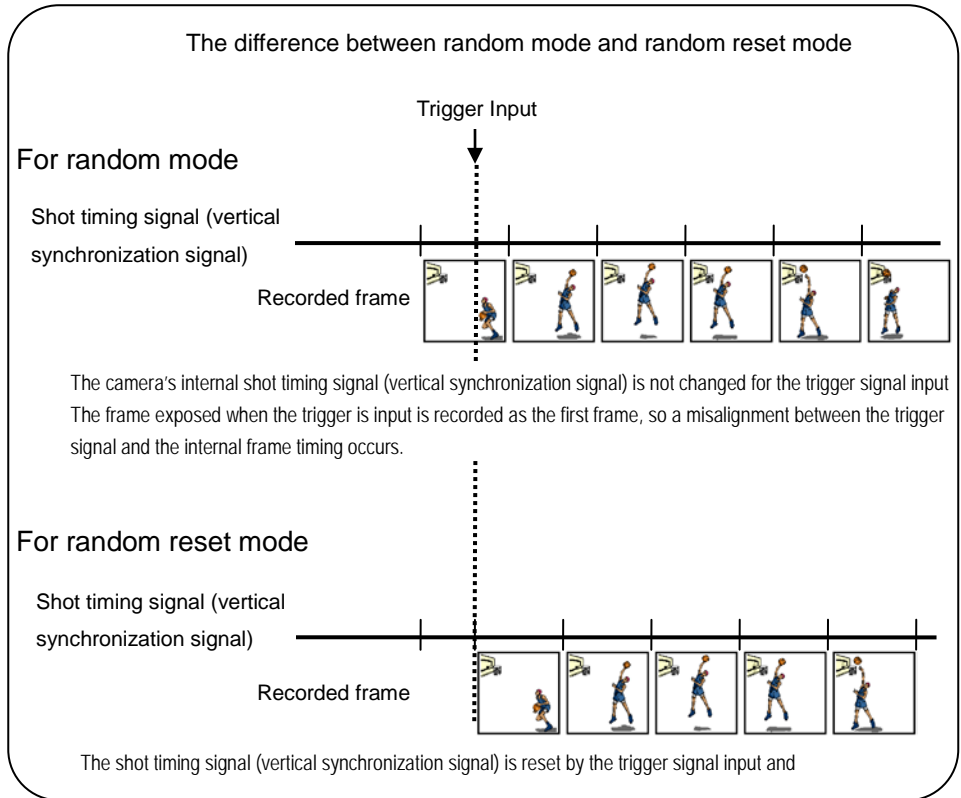 The difference between random mode and random reset mode
Trigger Input
For random mode
Shot timing signal (vertical
synchronization signal)
Recorded frame
The camera's internal shot timing signal (vertical synchronization signal) is not changed for the trigger signal input
The frame exposed when the trigger is input is recorded as the first frame, so a misalignment between the trigger
signal and the internal frame timing occurs.
For random reset mode
Shot timing signal (vertical
synchronization signal)
Recorded frame
The shot timing signal (vertical synchronization signal) is reset by the trigger signal input and